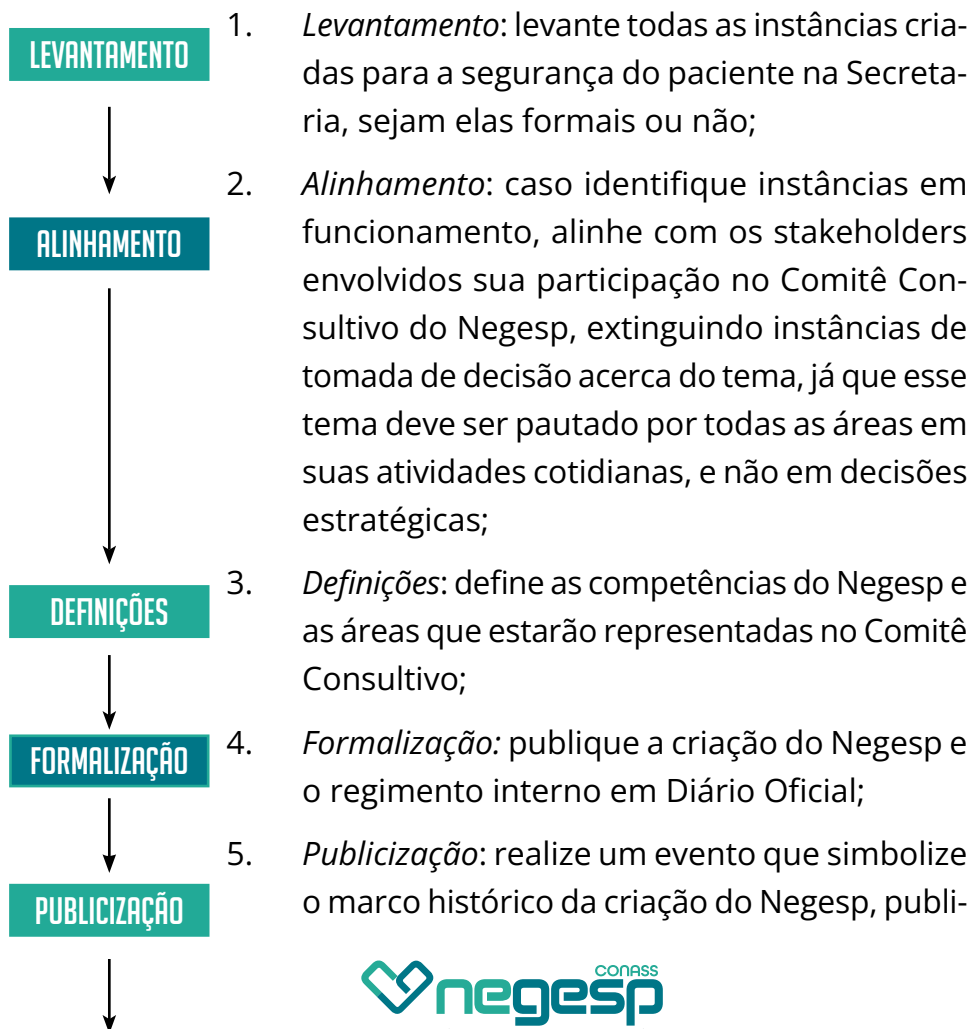 LEVANTAMENTO
1. Levantamento: levante todas as instâncias cria-
das para a segurança do paciente na Secreta-
ria, sejam elas formais ou não;
ALINHAMENTO
2. Alinhamento: caso identifique instâncias em
funcionamento, alinhe com os stakeholders
envolvidos sua participação no Comitê Con-
sultivo do Negesp, extinguindo instâncias de
tomada de decisão acerca do tema, já que esse
tema deve ser pautado por todas as áreas em
suas atividades cotidianas, e não em decisões
estratégicas;
DEFINIÇÕES
3. Definições: define as competências do Negesp e
as áreas que estarão representadas no Comitê
Consultivo;
FORMALIZAÇÃO
4. Formalização: publique a criação do Negesp e
o regimento interno em Diário Oficial;
PUBLICIZAÇÃO
5. Publicização: realize um evento que simbolize
o marco histórico da criação do Negesp, publi-
CONASS
negesp